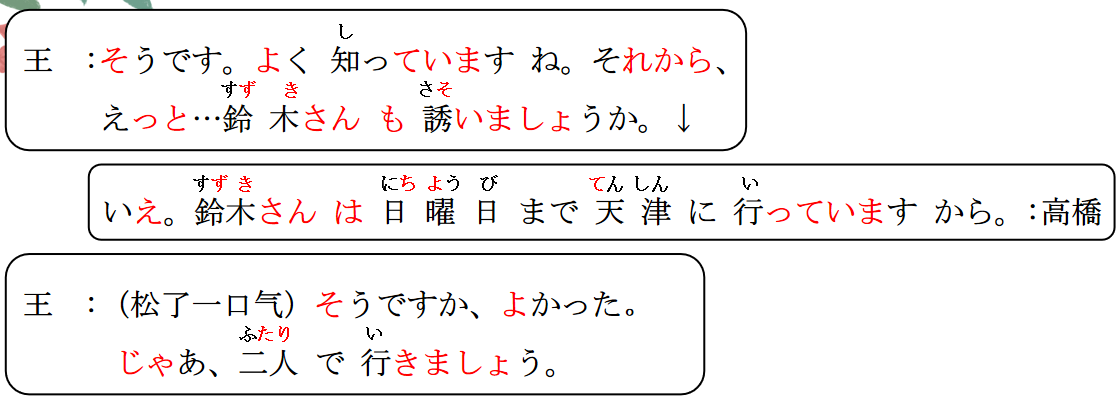 王　：そうです。よく 知っています ね。それから、
えっと…鈴 木さん も 誘いましょうか。↓
いえ。鈴木さん は 日 曜 日 まで 天 津 に 行っています から。：高橋
王　：（松了一口气）そうですか、よかった。
じゃあ、二人 で 行きましょう。